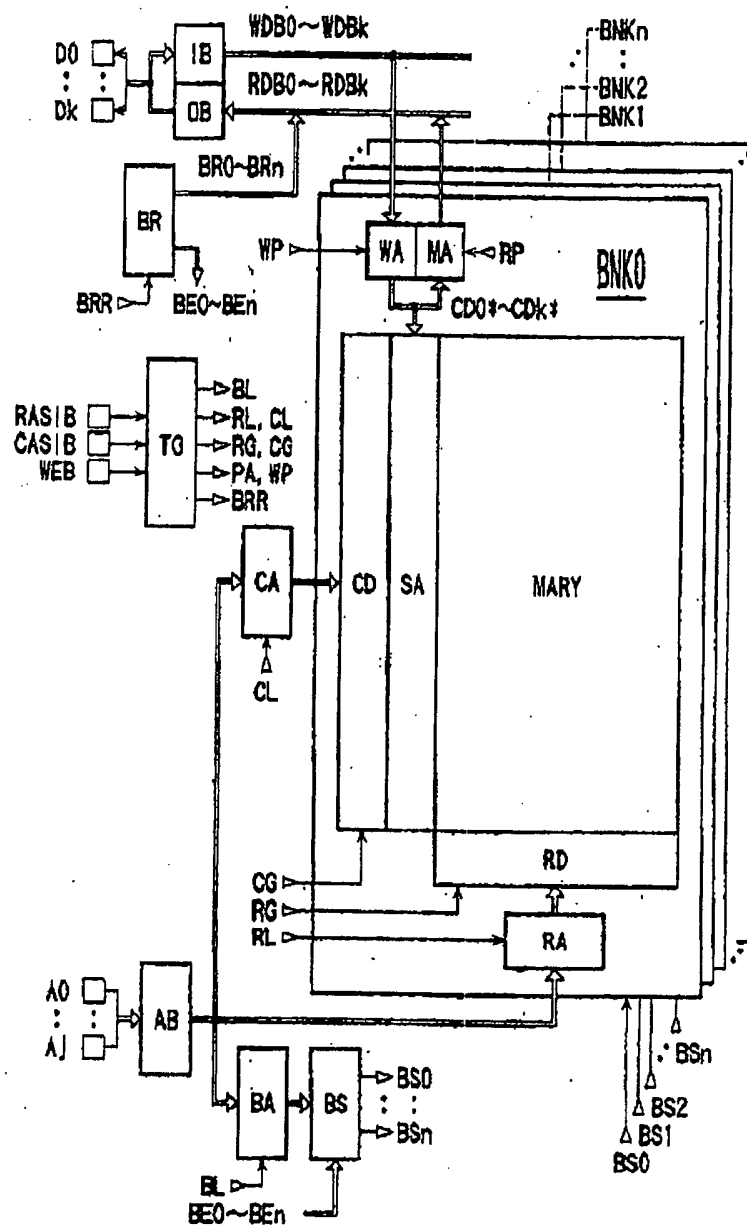 BNKn
WDB0～WDBk
D0
IB
RDB0～RDBk
BNK2
Dk
OB
BNK1
BR0～BRn
BR
WP
WA
MA
RP
BNK0
BRR
BE0～BEn
CD0*～CDk*
BL
RASIB
RL, CL
CASIB
TG
RG, CG
WEB
PA, WP
BRR
CA
CD
SA
MARY
CL
RD
CG
RG
RL
RA
A0
AB
AJ
BSn
BA
BS
BS0
BSn
BS2
BS1
BS0
BL
BE0～BEn